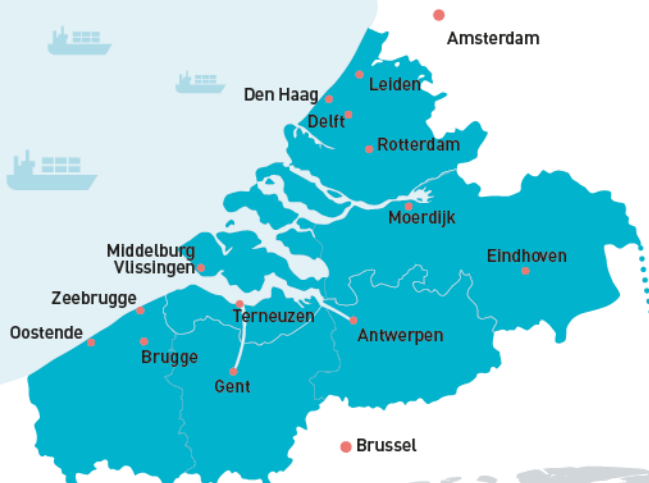 Amsterdam
Leiden
Den Haag
Delft
Rotterdam
Moerdijk
Middelburg
Vlissingen
Eindhoven
Zeebrugge
Terneuzen
Oostende
Antwerpen
Brugge
Gent
Brussel